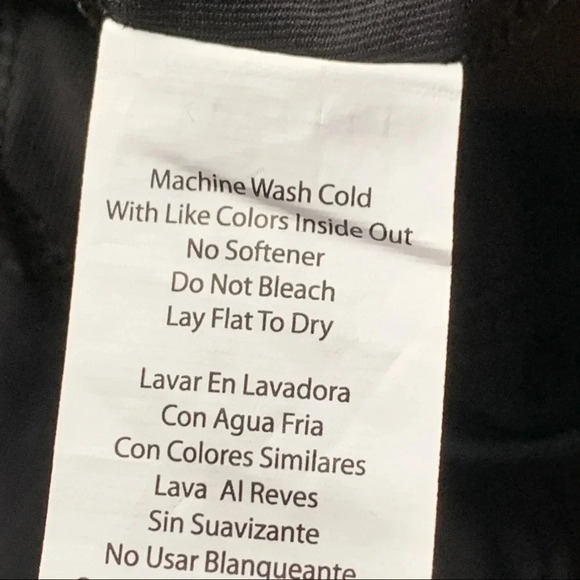 Machine Wash Cold
With Like Colors Inside Out
No Softener
Do Not Bleach
Lay Flat To Dry
Lavar En Lavadora
Con Agua Fria
Con Colores Similares
Lava Al Reves
Sin Suavizante
No Usar Blanqueante